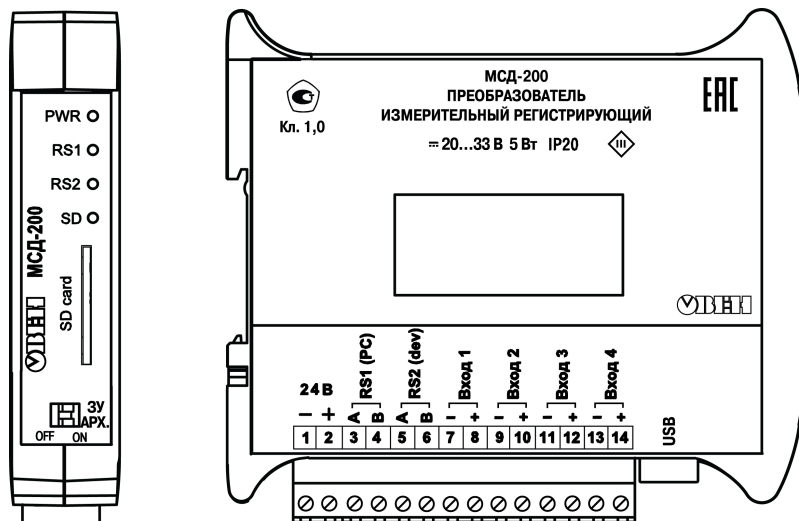 PWR
RS1
RS2
SD
МСД-200
SD card
ОВЕН
ЗУ
АРХ.
OFF ON
МСД-200
ПРЕОБРАЗОВАТЕЛЬ
ИЗМЕРИТЕЛЬНЫЙ РЕГИСТРИРУЮЩИЙ
Кл. 1,0
20...33 В 5 Вт IP20
III
EAC
ОВЕН
24 В
RS1 (PC)
RS2 (dev)
Вход 1
Вход 2
Вход 3
Вход 4
− + A B A B − + − + − + − +
1 2 3 4 5 6 7 8 9 10 11 12 13 14
USB